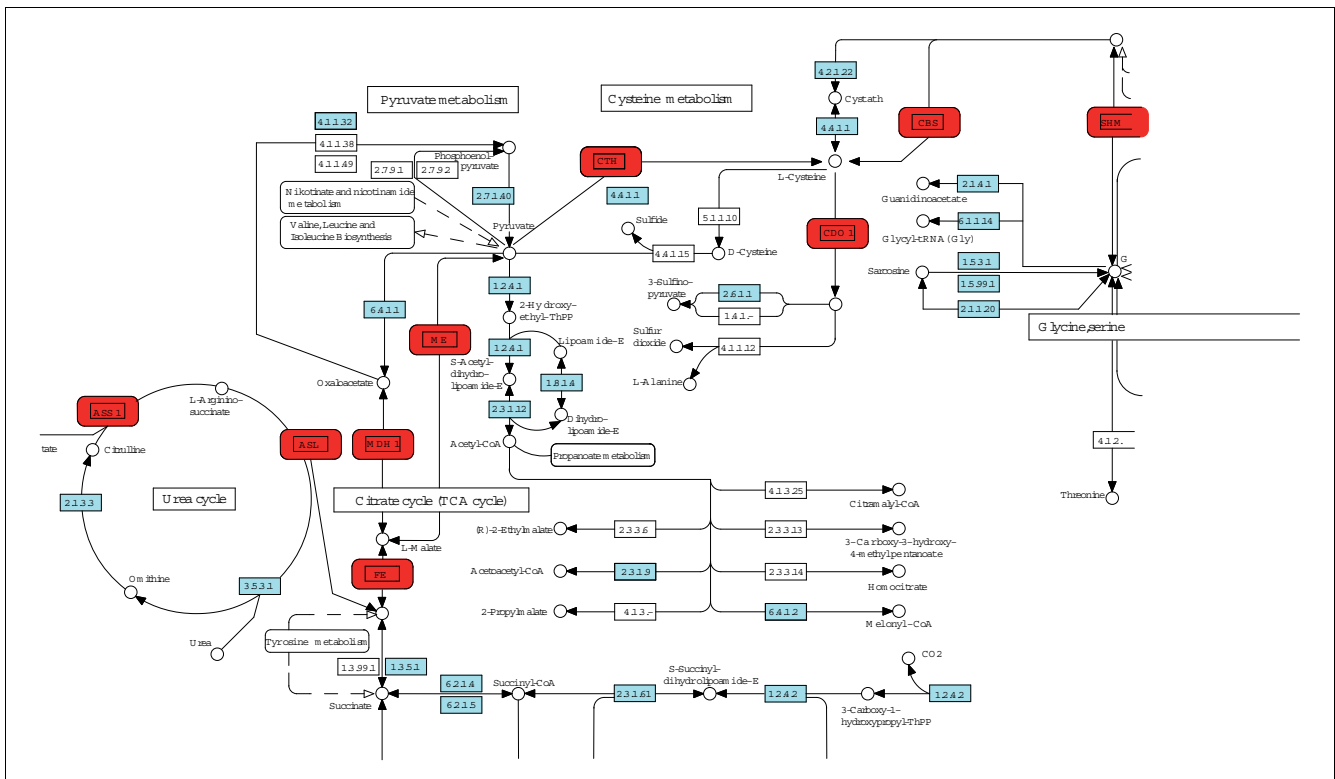 4.2.1.22
Cystath
4.4.1.1
CBS
SHM
Pyruvate metabolism
Cysteine metabolism
4.1.1.32
4.1.1.38
4.1.1.49
2.7.9.1
2.7.9.2
Phosphoenol-
pyruvate
CTH
L-Cysteine
Nikotinate and nicotinamide
metabolism
2.7.1.40
4.4.1.1
2.1.4.1
Guanidinoacetate
Valine, Leucine and
Isoleucine Biosynthesis
Pyruvate
Sulfide
5.1.1.10
CDO1
6.1.1.14
Glycyl-tRNA (Gly)
4.4.1.15
D-Cysteine
1.5.3.1
G
Sarcosine
1.5.99.1
2.1.1.20
1.2.4.1
3-Sulfino-
pyruvate
2.6.1.1
1.4.1.-
6.4.1.1
2-Hydroxy-
ethyl-ThPP
Glycine, serine
ME
1.2.4.1
Lipoamide-E
Sulfur
dioxide
4.1.1.12
S-Acetyl-
dihydro-
lipoamide-E
1.8.1.4
L-Alanine
Oxaloacetate
L-Arginino-
succinate
ASS1
2.3.1.12
Dihydro-
lipoamide-E
tate
Citrulline
ASL
MDH1
Acetyl-CoA
Propanoate metabolism
4.1.2.
2.1.3.3
Urea cycle
Citrate cycle (TCA cycle)
4.1.3.25
Citramalyl-CoA
Threonine
(R)-2-Ethylmalate
2.3.3.6
2.3.3.13
3-Carboxy-3-hydroxy-
4-methylpentanoate
L-Malate
Acetoacetyl-CoA
2.3.1.9
2.3.3.14
Homocitrate
FE
Ornithine
3.5.3.1
2-Propylmalate
4.1.3.-
6.4.1.2
Melonyl-CoA
Urea
Tyrosine metabolism
1.3.99.1
1.3.5.1
CO2
6.2.1.4
Succinyl-CoA
S-Succinyl-
dihydrolipoamide-E
2.3.1.61
1.2.4.2
1.2.4.2
6.2.1.5
Succinate
3-Carboxy-1-
hydroxypropyl-ThPP